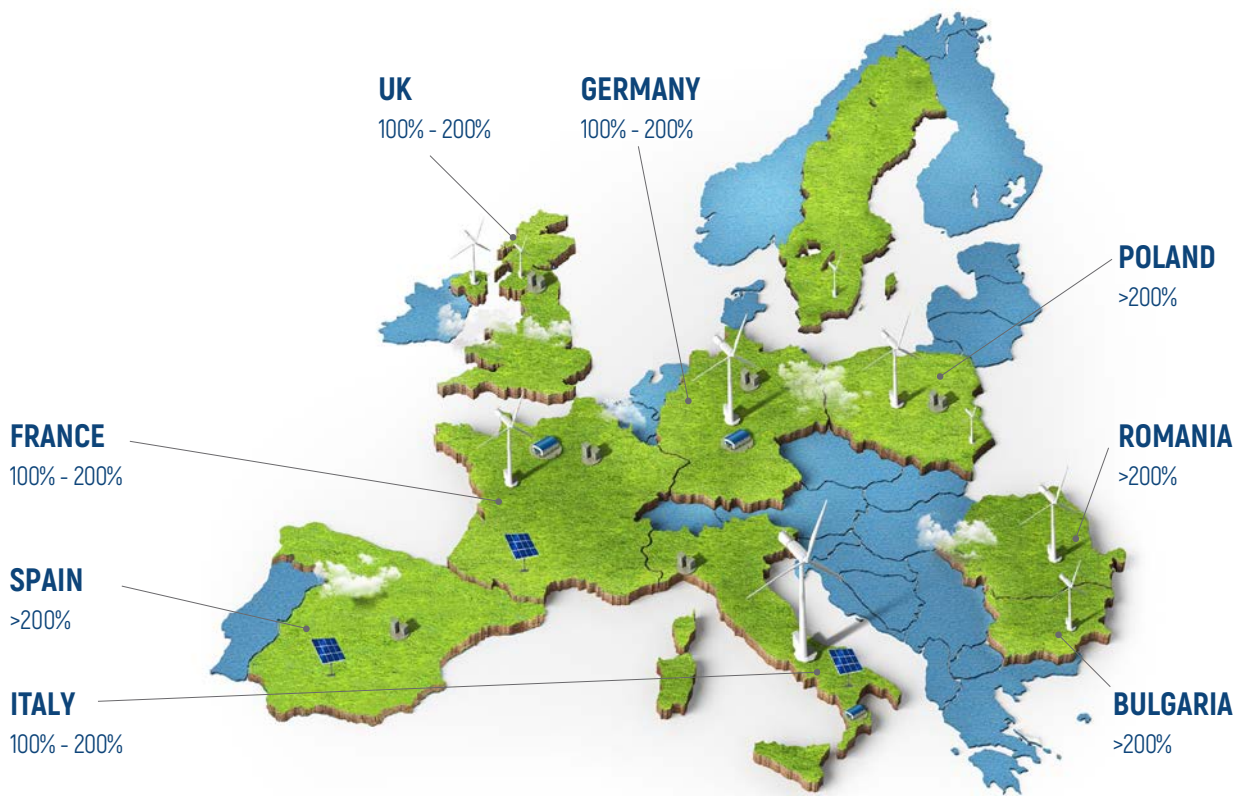 UK
100% - 200%
GERMANY
100% - 200%
POLAND
>200%
FRANCE
100% - 200%
ROMANIA
>200%
SPAIN
>200%
ITALY
100% - 200%
BULGARIA
>200%